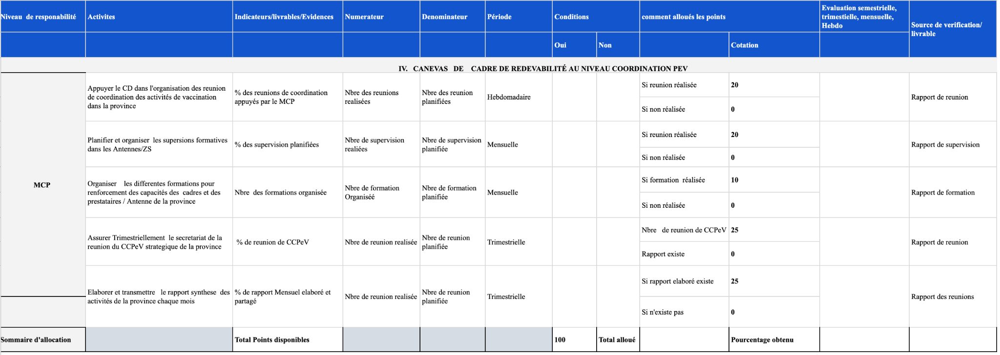 Niveau  de responabilité
Activites
Indicateurs/livrables/Evidences
Numerateur
Denominateur
Période
Conditions
comment alloués les points
Evaluation semestrielle,
trimestielle, mensuelle,
Hebdo
Source de verification/
livrable
Oui
Non
Cotation
IV.   CANEVAS   DE    CADRE DE REDEVABILITÉ AU NIVEAU COORDINATION PEV
MCP
Appuyer le CD dans l'organisation des reunion
de coordination des activités de vaccination
dans la province
% des reunions de coordination
appuyés par le MCP
Nbre des reunions
realisées
Nbre des reunion
planifiées
Hebdomadaire
Si reunion réalisée
20
Si non réalisée
0
Rapport de reunion
Planifier et organiser  les supersions formatives
dans les Antennes/ZS
% des supervision planifiées
Nbre de supervision
realiées
Nbre de supervision
planifiée
Mensuelle
Si reunion réalisée
20
Si non réalisée
0
Rapport de supervision
Organiser    les differentes formations pour
renforcement des capacités des  cadres et des
prestataires / Antenne de la province
Nbre  des formations organisée
Nbre de formation
Organiséé
Nbre de formation
planifiée
Mensuelle
Si formation  réalisée
10
Si non réalisée
0
Rapport de formation
Assurer Trimestriellement  le secretariat de la
reunion du CCPeV strategique de la province
% de reunion de CCPeV
Nbre de reunion realisée
Nbre de reunion
planifiée
Trimestrielle
Nbre   de reunion de CCPeV
25
Rapport existe
0
Rapport de reunion
Elaborer et transmettre   le rapport synthese  des
activités de la province chaque mois
% de rapport Mensuel elaboré et
partagé
Nbre de reunion realisée
Nbre de reunion
planifiée
Trimestrielle
Si rapport elaboré existe
25
Si n'existe pas
0
Rapport des reunions
Sommaire d'allocation
Total Points disponibles
100
Total alloué
Pourcentage obtenu